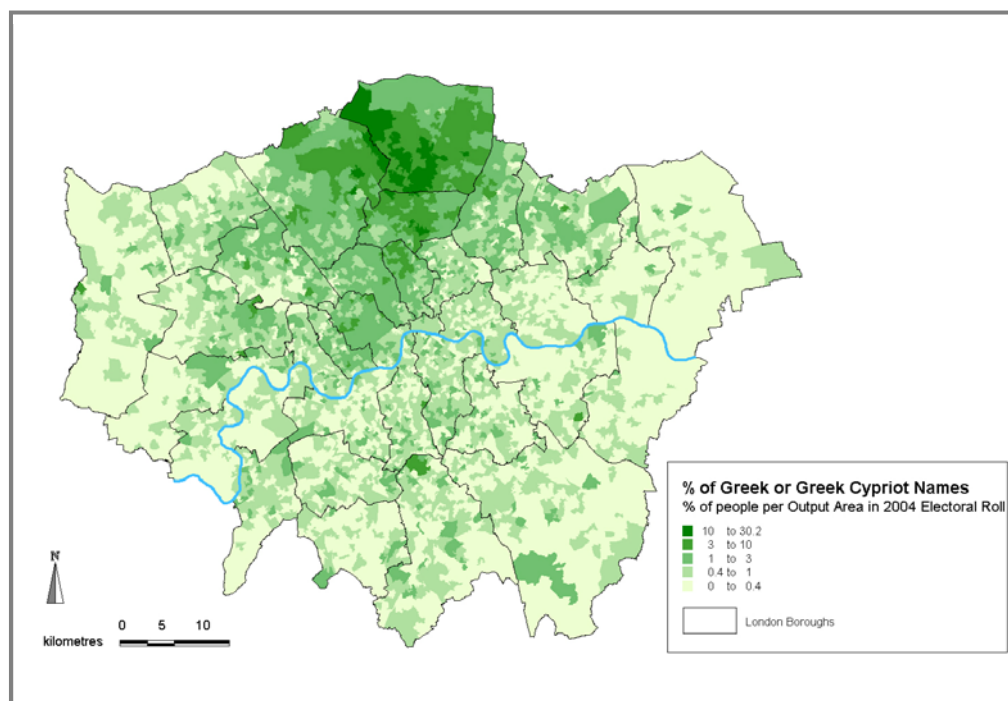 % of Greek or Greek Cypriot Names
% of people per Output Area in 2004 Electoral Roll
10 to 30.2
3 to 10
1 to 3
0.4 to 1
0 to 0.4
London Boroughs
N
0 5 10
kilometres